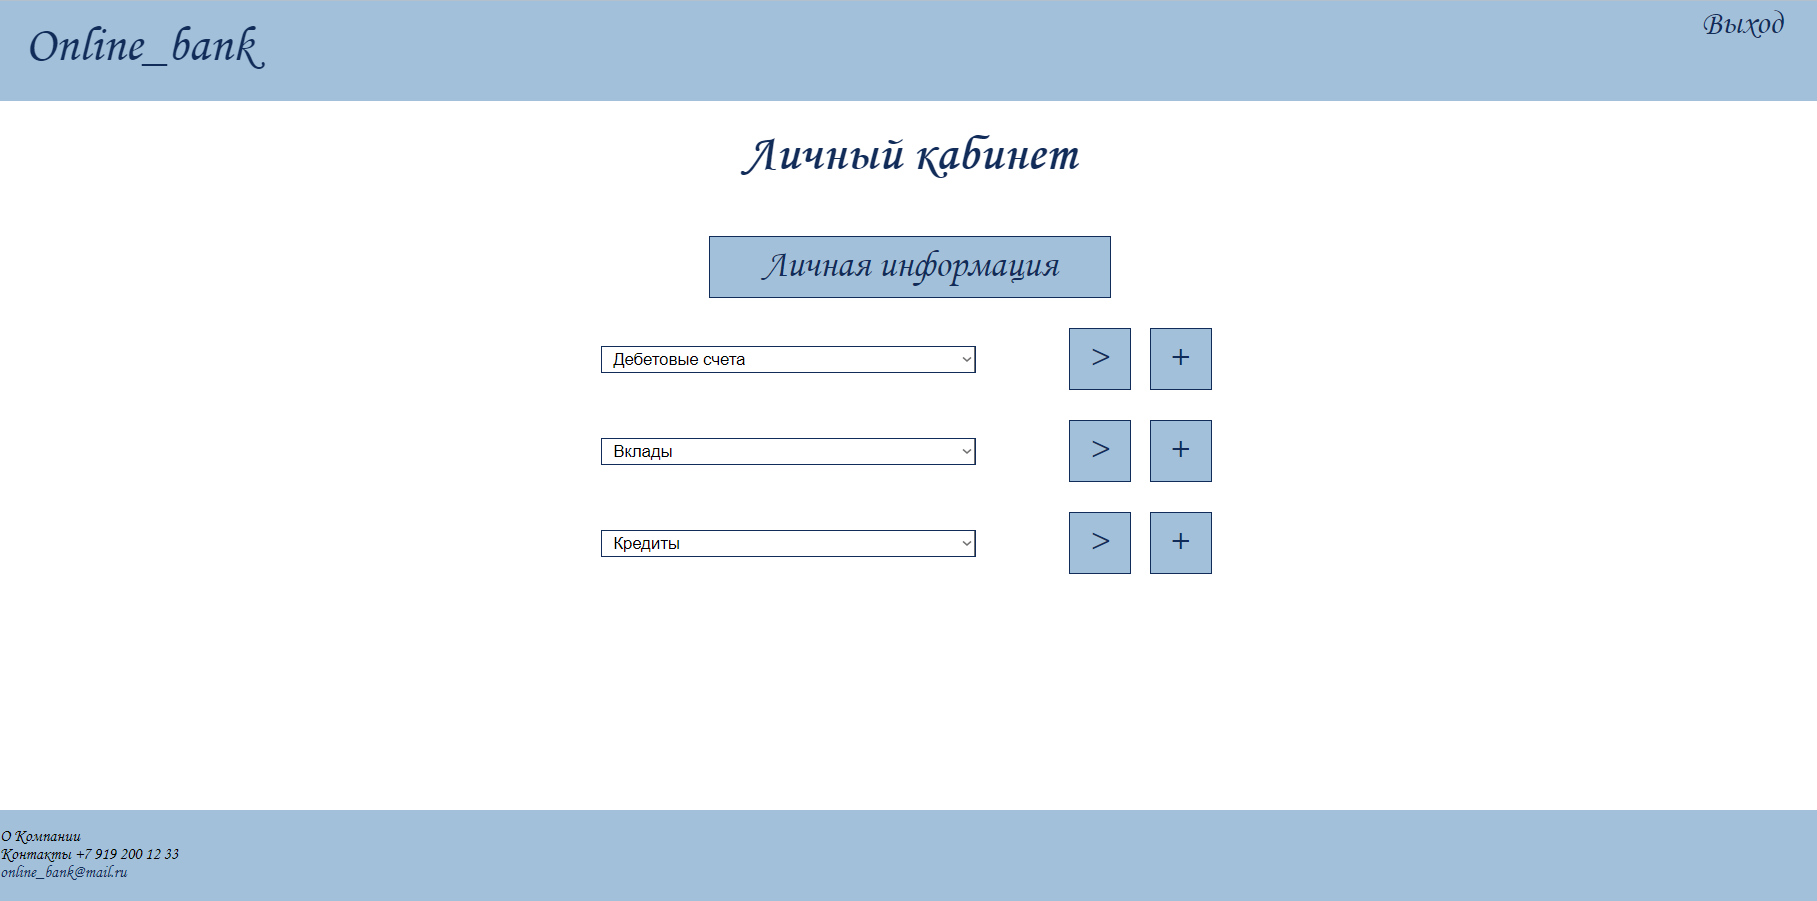 Online_bank
Выход
Личный кабинет
Личная информация
Дебетовые счета
>
+
Вклады
>
+
Кредиты
>
+
О Компании
Контакты +7 919 200 12 33
online_bank@mail.ru